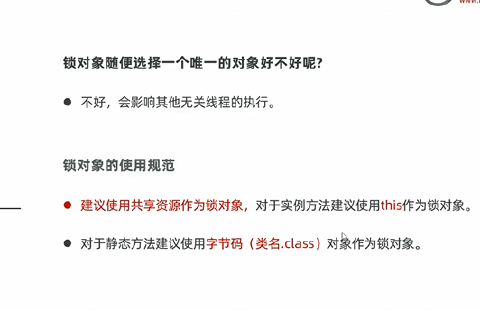 锁对象随便选择一个唯一的对象好不好呢?
● 不好，会影响其他无关线程的执行。
锁对象的使用规范
● 建议使用共享资源作为锁对象，对于实例方法建议使用this作为锁对象。
● 对于静态方法建议使用字节码（类名.class）对象作为锁对象。